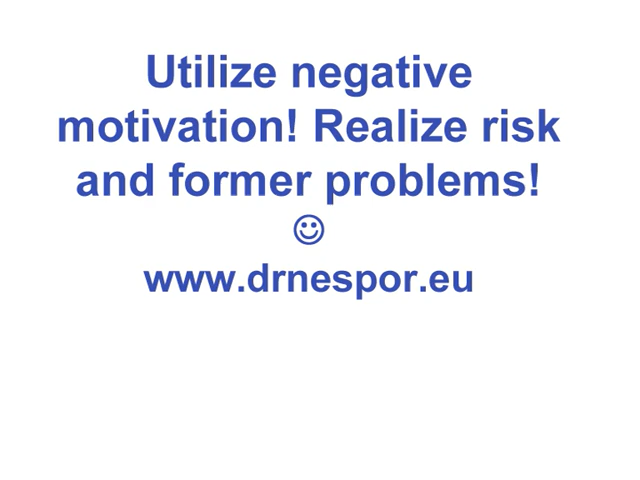 Utilize negative
motivation! Realize risk
and former problems!
☺
www.drnespor.eu